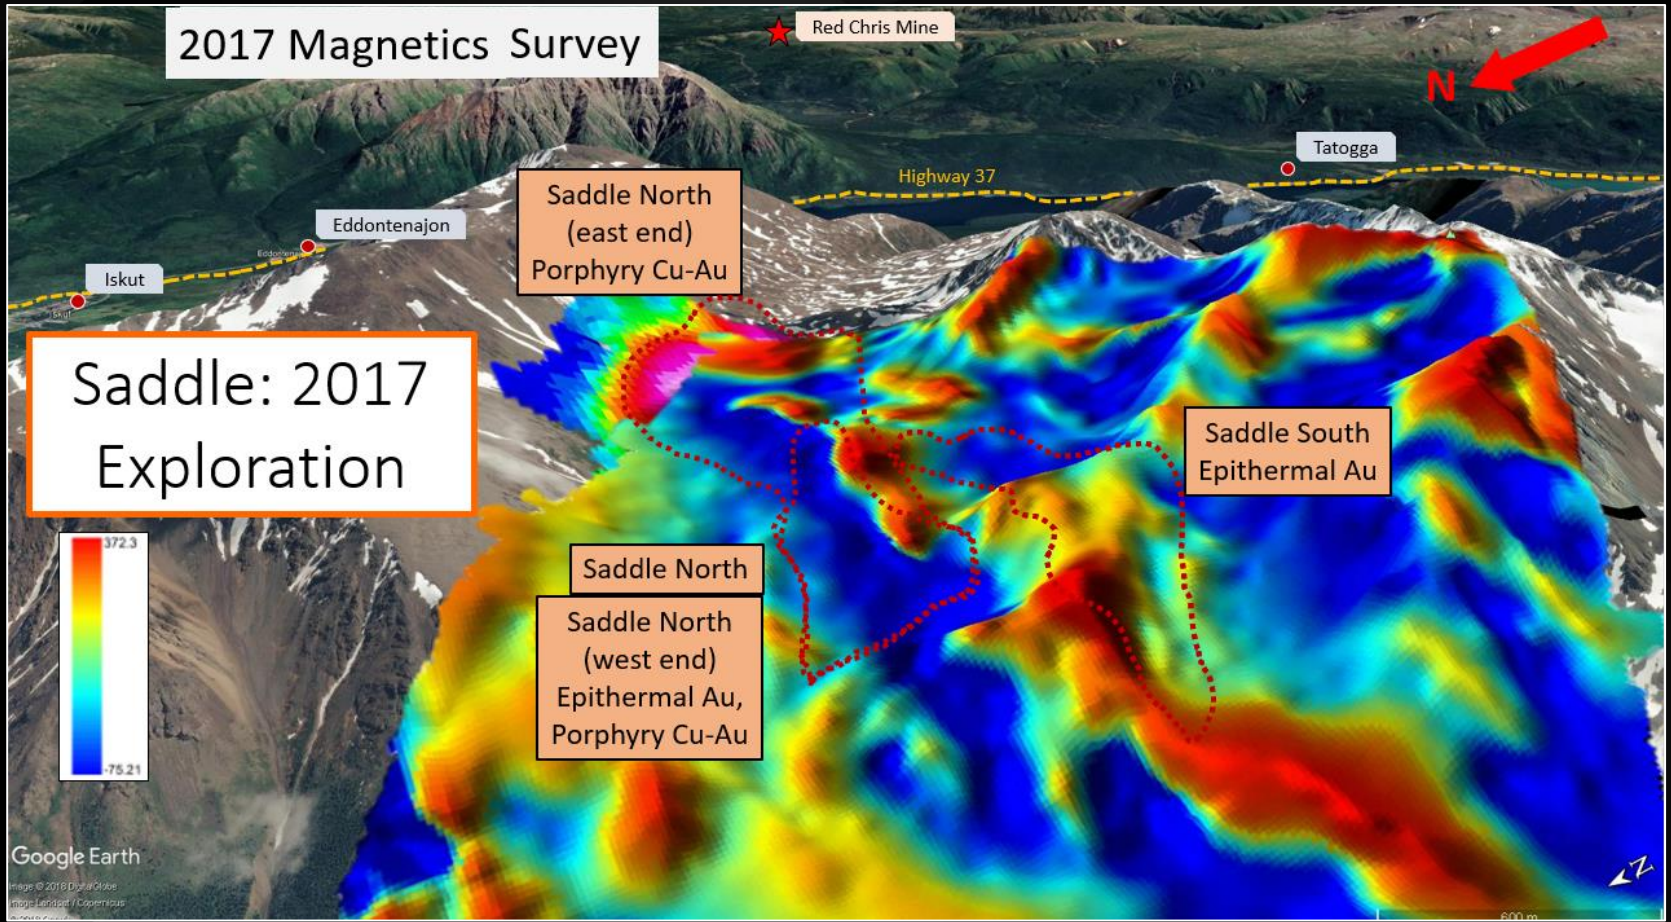 2017 Magnetics Survey
Red Chris Mine
N
Tatogga
Highway 37
Saddle North
(east end)
Porphyry Cu-Au
Eddontenajon
Eddontenajon
Iskut
Iskut
Saddle: 2017
Exploration
Saddle South
Epithermal Au
372.3
-75.21
Saddle North
Saddle North
(west end)
Epithermal Au,
Porphyry Cu-Au
Google Earth
Image © 2018 DigitalGlobe
Image Landsat / Copernicus
N
600 m